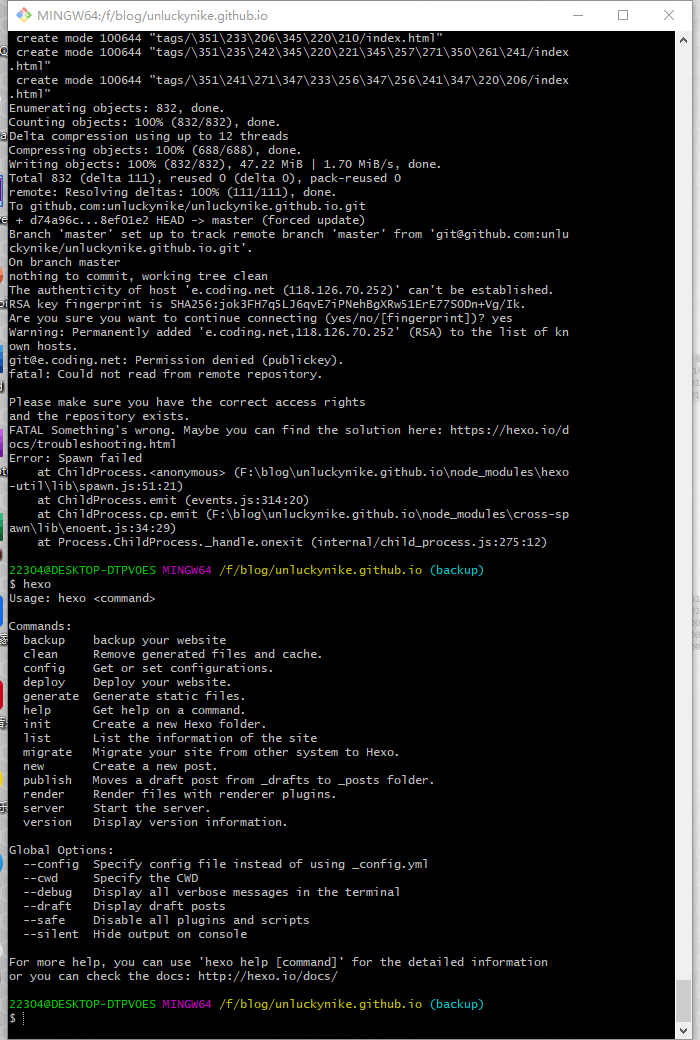 MINGW64:/f/blog/unluckynike.github.io
create mode 100644 "tags/\351\233\206\345\220\210/index.html"
create mode 100644 "tags/\351\235\242\345\220\221\345\257\271\350\261\241/index
.html"
create mode 100644 "tags/\351\241\271\347\233\256\347\256\241\347\220\206/index
.html"
Enumerating objects: 832, done.
Counting objects: 100% (832/832), done.
Delta compression using up to 12 threads
Compressing objects: 100% (688/688), done.
Writing objects: 100% (832/832), 47.22 MiB | 1.70 MiB/s, done.
Total 832 (delta 111), reused 0 (delta 0), pack-reused 0
remote: Resolving deltas: 100% (111/111), done.
To github.com:unluckynike/unluckynike.github.io.git
+ d74a96c...8ef01e2 HEAD -> master (forced update)
Branch 'master' set up to track remote branch 'master' from 'git@github.com:unlu
ckynike/unluckynike.github.io.git'.
On branch master
nothing to commit, working tree clean
The authenticity of host 'e.coding.net (118.126.70.252)' can't be established.
RSA key fingerprint is SHA256:jok3FH7q5LJ6qvE7iPNehBgXRw51ErE77SODn+Vg/Ik.
Are you sure you want to continue connecting (yes/no/[fingerprint])? yes
Warning: Permanently added 'e.coding.net,118.126.70.252' (RSA) to the list of kn
own hosts.
git@e.coding.net: Permission denied (publickey).
fatal: Could not read from remote repository.
Please make sure you have the correct access rights
and the repository exists.
FATAL Something's wrong. Maybe you can find the solution here: https://hexo.io/d
ocs/troubleshooting.html
Error: Spawn failed
at ChildProcess.<anonymous> (F:\blog\unluckynike.github.io\node_modules\hexo
-util\lib\spawn.js:51:21)
at ChildProcess.emit (events.js:314:20)
at ChildProcess.cp.emit (F:\blog\unluckynike.github.io\node_modules\cross-sp
awn\lib\enoent.js:34:29)
at Process.ChildProcess._handle.onexit (internal/child_process.js:275:12)
22304@DESKTOP-DTPVOES MINGW64 /f/blog/unluckynike.github.io (backup)
$ hexo
Usage: hexo <command>
Commands:
backup    backup your website
clean     Remove generated files and cache.
config    Get or set configurations.
deploy    Deploy your website.
generate  Generate static files.
help      Get help on a command.
init      Create a new Hexo folder.
list      List the information of the site
migrate   Migrate your site from other system to Hexo.
new       Create a new post.
publish   Moves a draft post from _drafts to _posts folder.
render    Render files with renderer plugins.
server    Start the server.
version   Display version information.
Global Options:
--config  Specify config file instead of using _config.yml
--cwd     Specify the CWD
--debug   Display all verbose messages in the terminal
--draft   Display draft posts
--safe    Disable all plugins and scripts
--silent  Hide output on console
For more help, you can use 'hexo help [command]' for the detailed information
or you can check the docs: http://hexo.io/docs/
22304@DESKTOP-DTPVOES MINGW64 /f/blog/unluckynike.github.io (backup)
$